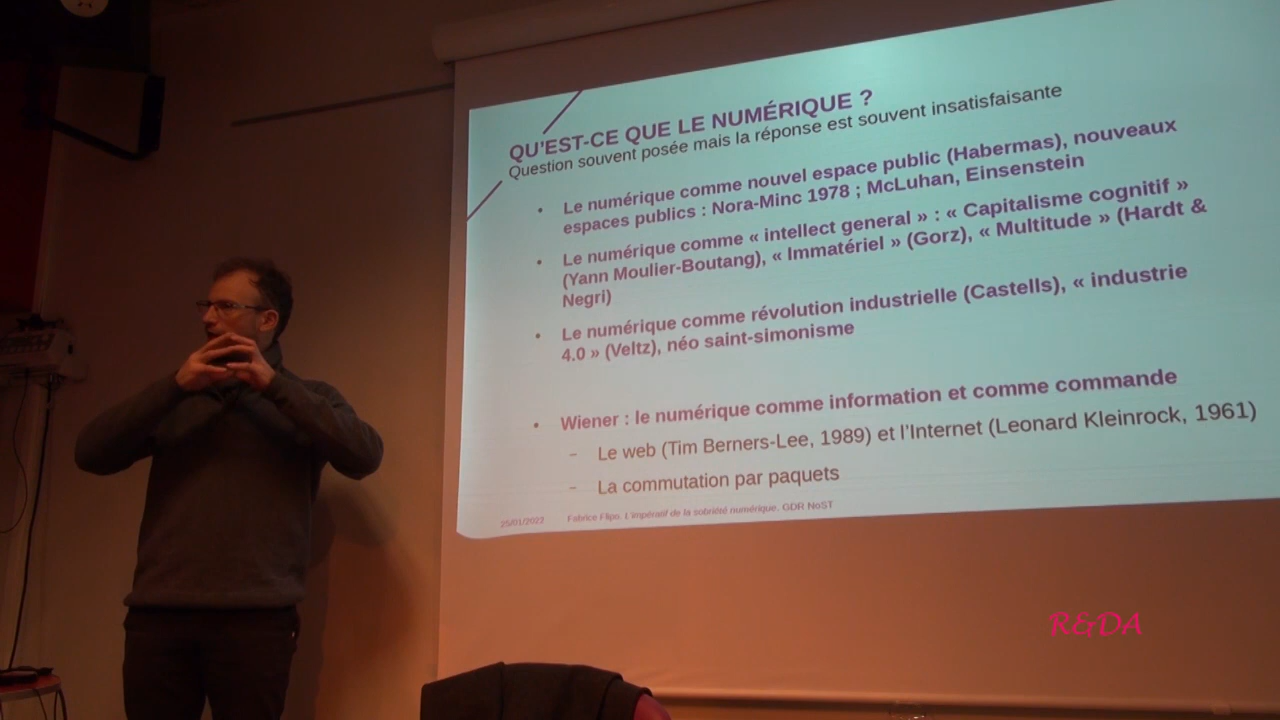 QU'EST-CE QUE LE NUMÉRIQUE ?
Question souvent posée mais la réponse est souvent insatisfaisante
• Le numérique comme nouvel espace public (Habermas), nouveaux
espaces publics : Nora-Minc 1978 ; McLuhan, Einsenstein
• Le numérique comme « intellect general » : « Capitalisme cognitif »
(Yann Moulier-Boutang), « Immatériel » (Gorz), « Multitude » (Hardt &
Negri)
• Le numérique comme révolution industrielle (Castells), « industrie
4.0 » (Veltz), néo saint-simonisme
• Wiener : le numérique comme information et comme commande
– Le web (Tim Berners-Lee, 1989) et l'Internet (Leonard Kleinrock, 1961)
– La commutation par paquets
25/01/2022 Fabrice Flipo. L'impératif de la sobriété numérique. GDR NoST
R&DA